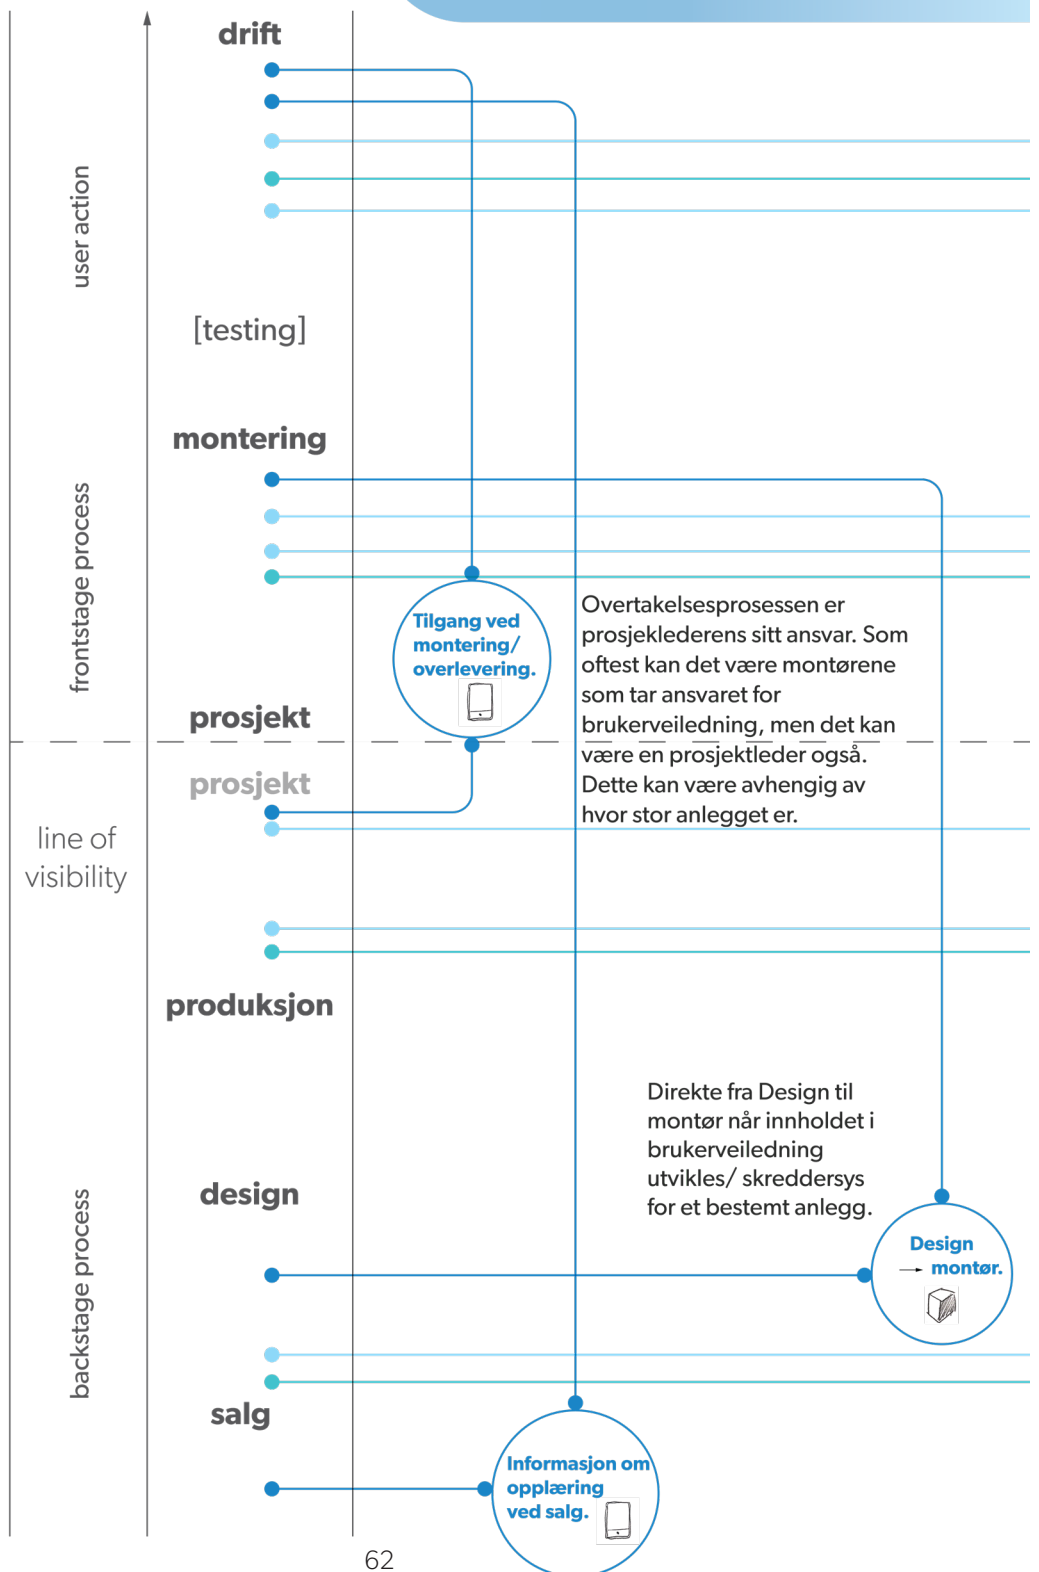 drift
user action
[testing]
montering
frontstage process
Tilgang ved
montering/
overlevering.
Overtakelsesprosessen er
prosjeklederens sitt ansvar. Som
oftest kan det være montørene
som tar ansvaret for
brukerveiledning, men det kan
være en prosjektleder også.
Dette kan være avhengig av
hvor stor anlegget er.
prosjekt
prosjekt
line of
visibility
produksjon
Direkte fra Design til
montør når innholdet i
brukerveiledning
utvikles/ skreddersys
for et bestemt anlegg.
design
backstage process
Design
→ montør.
salg
Informasjon om
opplæring
ved salg.
62